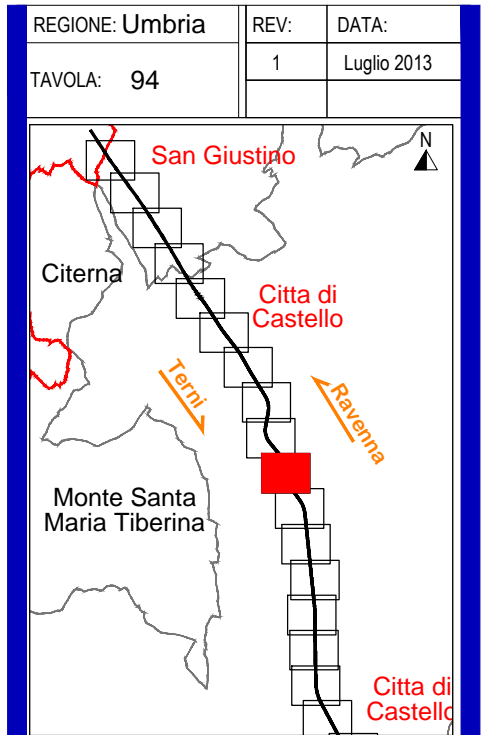 REGIONE: Umbria
REV:
DATA:
TAVOLA: 94
1
Luglio 2013
N
San Giustino
Citerna
Citta di
Castello
Terni
Ravenna
Monte Santa
Maria Tiberina
Citta di
Castello